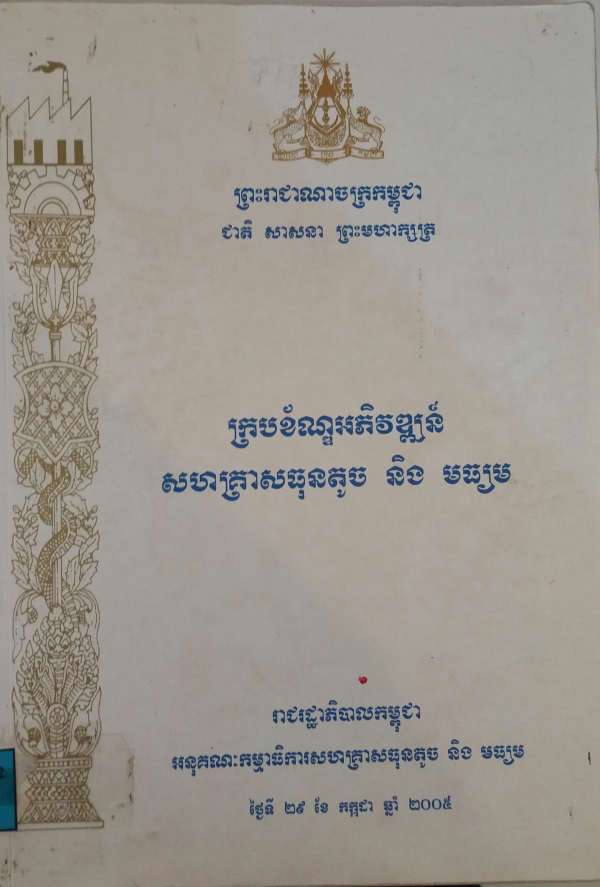 ព្រះរាជាណាចក្រកម្ពុជា
ជាតិ សាសនា ព្រះមហាក្សត្រ
ក្របខ័ណ្ឌអភិវឌ្ឍន៍
សហគ្រាសធុនតូច និង មធ្យម
រាជរដ្ឋាភិបាលកម្ពុជា
អនុគណៈកម្មាធិការសហគ្រាសធុនតូច និង មធ្យម
ថ្ងៃទី ២៩ ខែ កក្កដា ឆ្នាំ ២០០៥